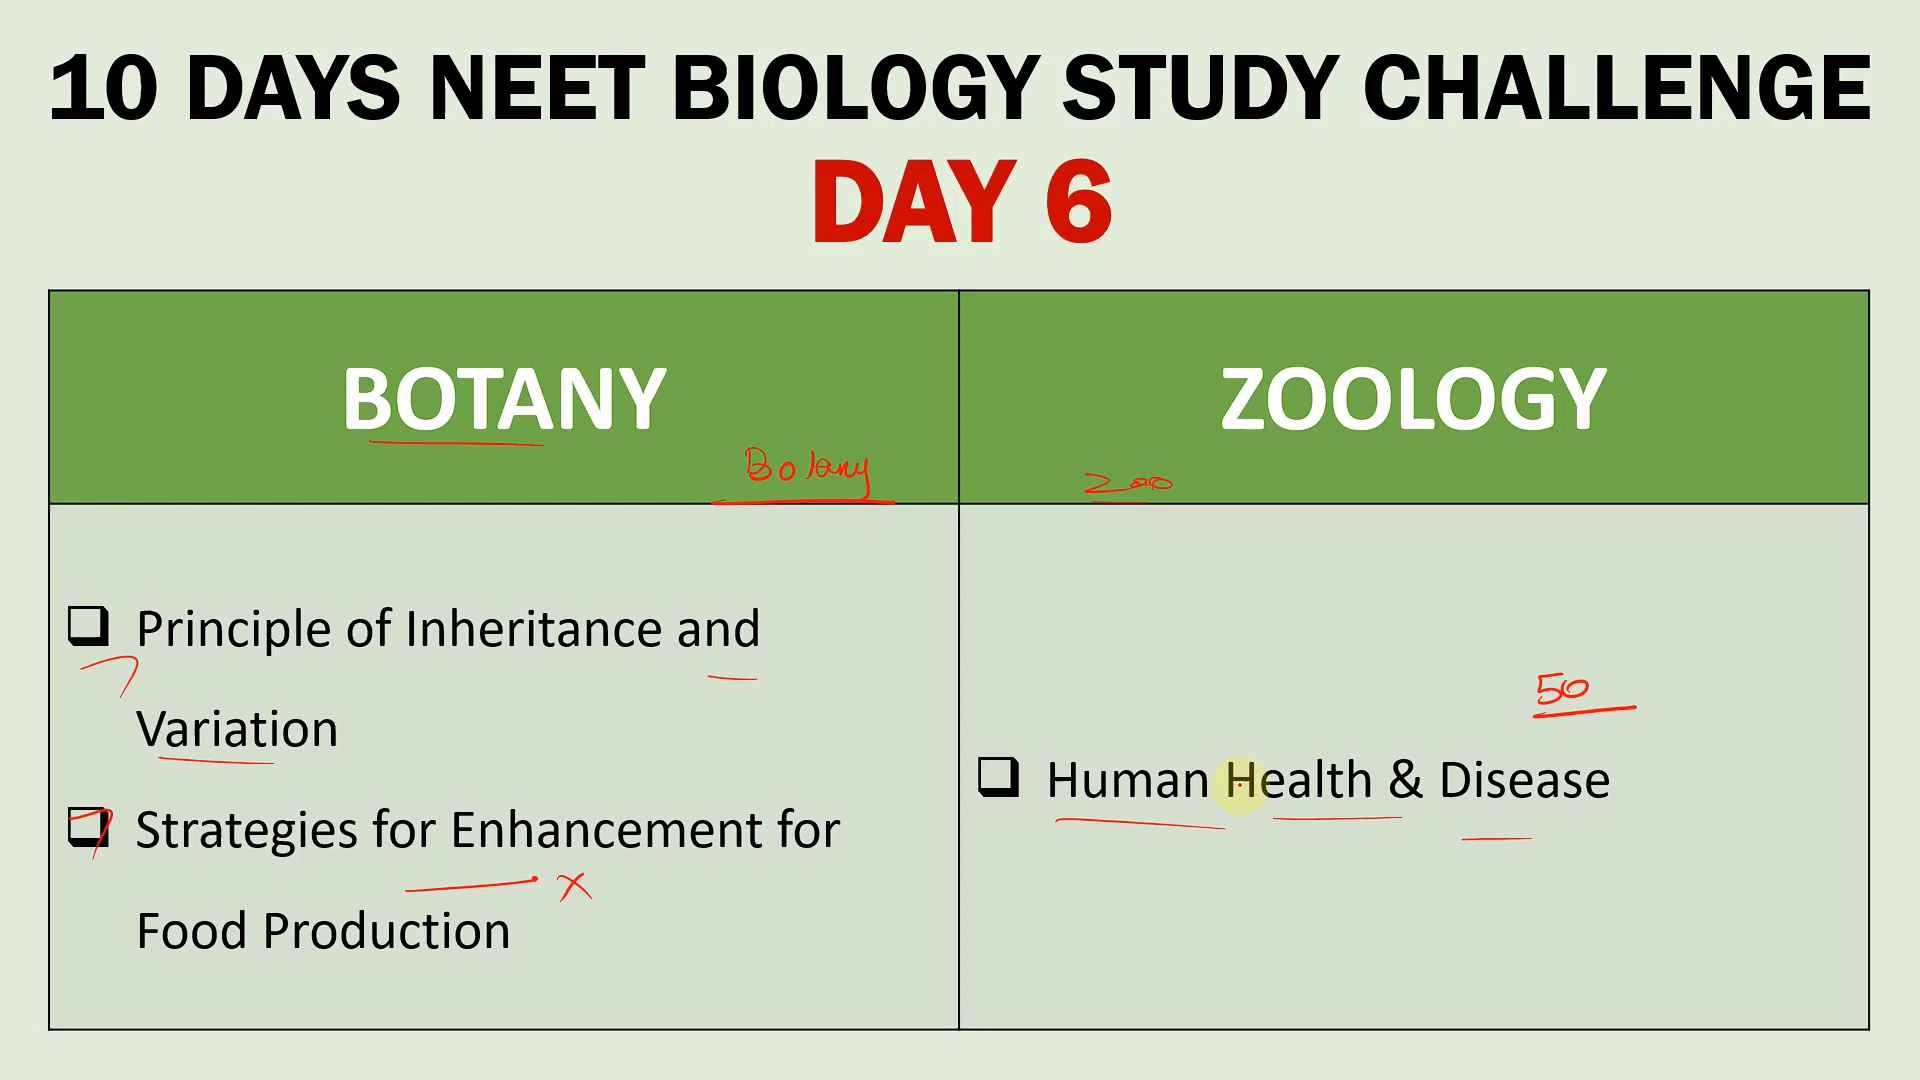 10 DAYS NEET BIOLOGY STUDY CHALLENGE
DAY 6
BOTANY
Botany
ZOOLOGY
Zoo
Principle of Inheritance and
Variation
Strategies for Enhancement for
Food Production
50
Human Health & Disease